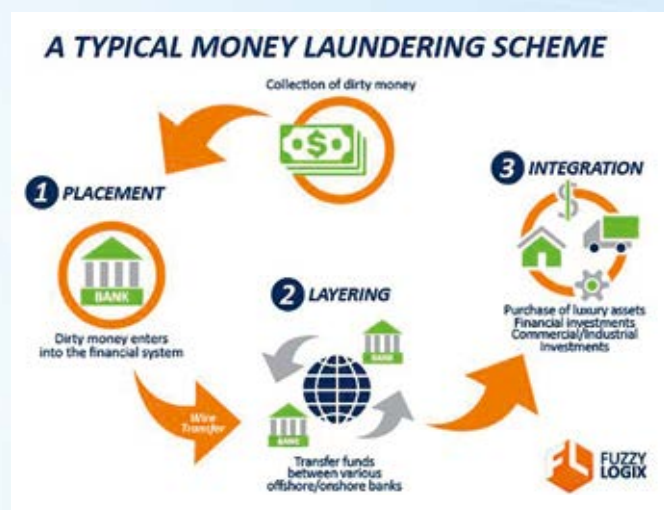 A TYPICAL MONEY LAUNDERING SCHEME
Collection of dirty money
$
1 PLACEMENT
BANK
Dirty money enters
into the financial system
Wire
Transfer
2 LAYERING
BANK
BANK
Transfer funds
between various
offshore/onshore banks
3 INTEGRATION
$
Purchase of luxury assets
Financial investments
Commercial/Industrial
Investments
FL
FUZZY
LOGIX